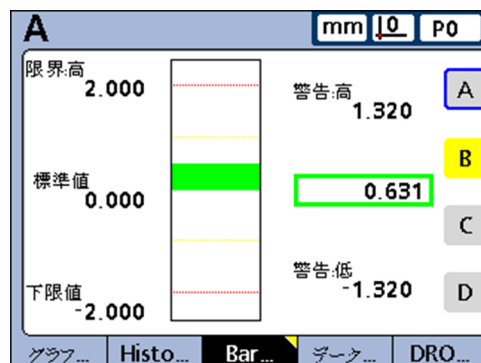 A
mm
0
P0
限界:高
2.000
警告:高
1.320
A
B
標準値
0.000
0.631
C
警告:低
-1.320
D
下限値
-2.000
グラフ...
Histo...
Bar...
データ...
DRO...